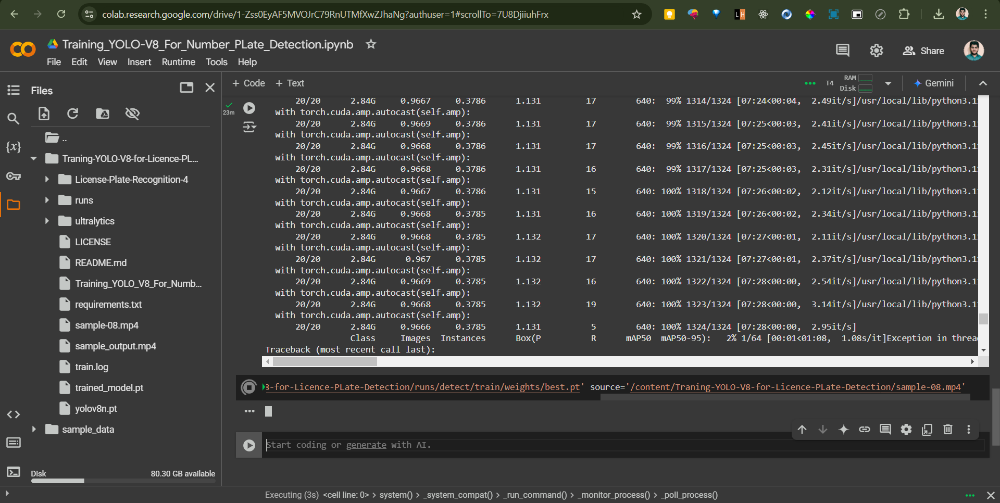 colab.research.google.com/drive/1-Zss0EyAF5MVOJrC79RnUTMfXwZJhaNg?authuser=1#scrollTo=7U8DjiiuhFrx
LH
CO
Training_YOLO-V8_For_Number_PLate_Detection.ipynb
File Edit View Insert Runtime Tools Help
Share
Files
+ Code + Text
T4 RAM
Disk
Gemini
..
Traning-YOLO-V8-for-Licence-PL...
License-Plate-Recognition-4
runs
ultralytics
LICENSE
README.md
Training_YOLO_V8_For_Numb...
requirements.txt
sample-08.mp4
sample_output.mp4
train.log
trained_model.pt
yolov8n.pt
sample_data
Disk 80.30 GB available
{x}
23m
20/20 2.84G 0.9667 0.3786 1.131 17 640: 99% 1314/1324 [07:24<00:04, 2.49it/s]/usr/local/lib/python3.11
with torch.cuda.amp.autocast(self.amp):
20/20 2.84G 0.9669 0.3786 1.131 17 640: 99% 1315/1324 [07:25<00:03, 2.41it/s]/usr/local/lib/python3.11
with torch.cuda.amp.autocast(self.amp):
20/20 2.84G 0.9668 0.3786 1.131 17 640: 99% 1316/1324 [07:25<00:03, 2.45it/s]/usr/local/lib/python3.11
with torch.cuda.amp.autocast(self.amp):
20/20 2.84G 0.9668 0.3786 1.131 16 640: 99% 1317/1324 [07:25<00:03, 2.31it/s]/usr/local/lib/python3.11
with torch.cuda.amp.autocast(self.amp):
20/20 2.84G 0.9667 0.3786 1.131 15 640: 100% 1318/1324 [07:26<00:02, 2.12it/s]/usr/local/lib/python3.11
with torch.cuda.amp.autocast(self.amp):
20/20 2.84G 0.9668 0.3785 1.131 16 640: 100% 1319/1324 [07:26<00:02, 2.34it/s]/usr/local/lib/python3.11
with torch.cuda.amp.autocast(self.amp):
20/20 2.84G 0.9668 0.3785 1.132 17 640: 100% 1320/1324 [07:27<00:01, 2.11it/s]/usr/local/lib/python3.11
with torch.cuda.amp.autocast(self.amp):
20/20 2.84G 0.967 0.3785 1.132 17 640: 100% 1321/1324 [07:27<00:01, 2.37it/s]/usr/local/lib/python3.11
with torch.cuda.amp.autocast(self.amp):
20/20 2.84G 0.9669 0.3785 1.132 16 640: 100% 1322/1324 [07:28<00:00, 2.54it/s]/usr/local/lib/python3.11
with torch.cuda.amp.autocast(self.amp):
20/20 2.84G 0.9668 0.3785 1.132 19 640: 100% 1323/1324 [07:28<00:00, 3.14it/s]/usr/local/lib/python3.11
with torch.cuda.amp.autocast(self.amp):
20/20 2.84G 0.9666 0.3785 1.131 5 640: 100% 1324/1324 [07:28<00:00, 2.95it/s]
Class Images Instances Box(P R mAP50 mAP50-95): 2% 1/64 [00:01<01:08, 1.08s/it]Exception in threa
Traceback (most recent call last):
8-for-Licence-PLate-Detection/runs/detect/train/weights/best.pt' source='/content/Traning-YOLO-V8-for-Licence-PLate-Detection/sample-08.mp4'
Start coding or generate with AI.
Executing (3s) <cell line: 0> > system() > _system_compat() > _run_command() > _monitor_process() > _poll_process()